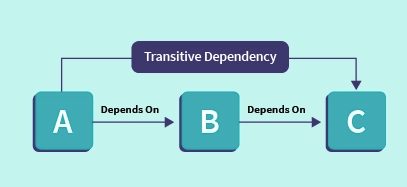 Transitive Dependency
A
Depends On
B
Depends On
C